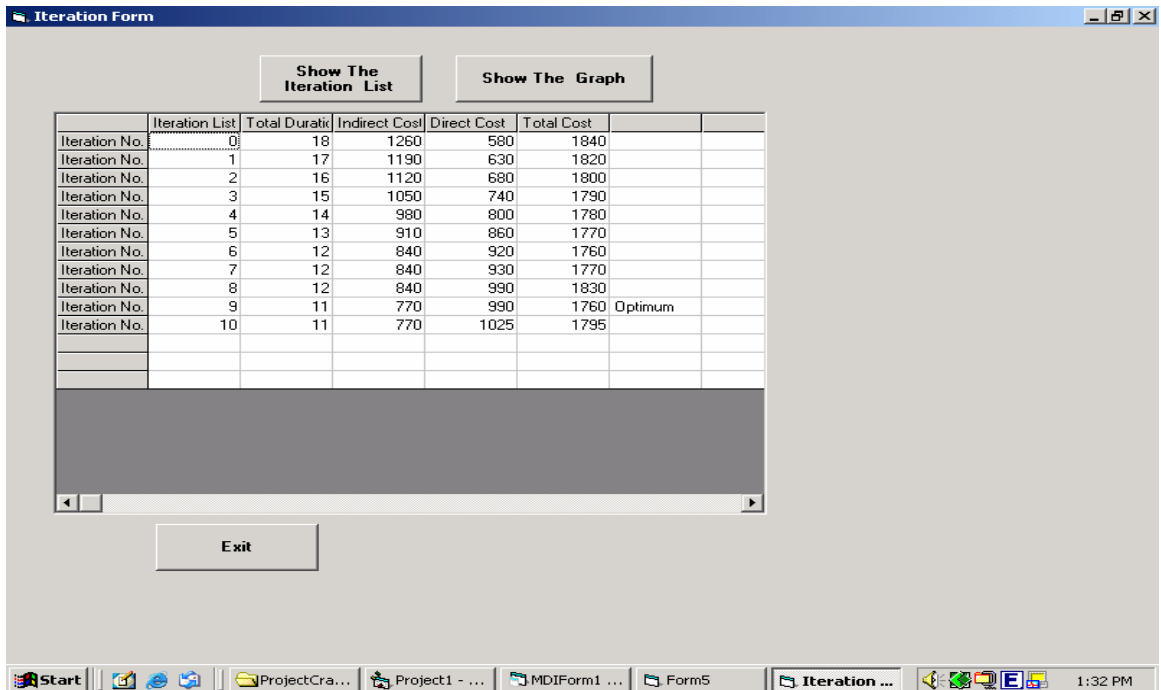 Iteration Form
Show The
Iteration List
Show The Graph
Iteration List Total Duratic Indirect Cosl Direct Cost Total Cost
Iteration No. 0 18 1260 580 1840
Iteration No. 1 17 1190 630 1820
Iteration No. 2 16 1120 680 1800
Iteration No. 3 15 1050 740 1790
Iteration No. 4 14 980 800 1780
Iteration No. 5 13 910 860 1770
Iteration No. 6 12 840 920 1760
Iteration No. 7 12 840 930 1770
Iteration No. 8 12 840 990 1830
Iteration No. 9 11 770 990 1760 Optimum
Iteration No. 10 11 770 1025 1795
Exit
Start ProjectCra... Project1 - ... MDIForm1 ... Form5 Iteration ... E 1:32 PM